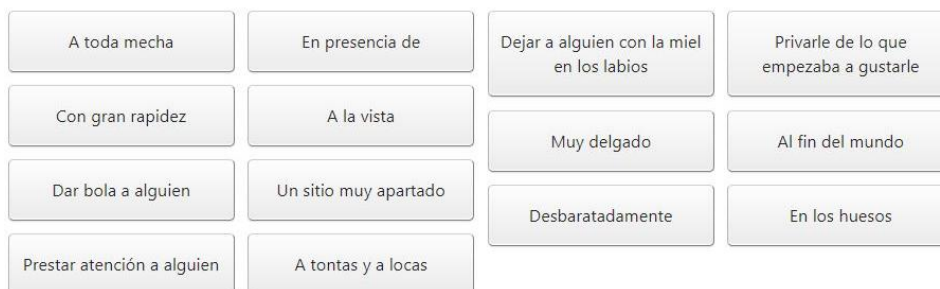 A toda mecha
En presencia de
Dejar a alguien con la miel
en los labios
Privarle de lo que
empezaba a gustarle
Con gran rapidez
A la vista
Muy delgado
Al fin del mundo
Dar bola a alguien
Un sitio muy apartado
Desbaratadamente
En los huesos
Prestar atención a alguien
A tontas y a locas